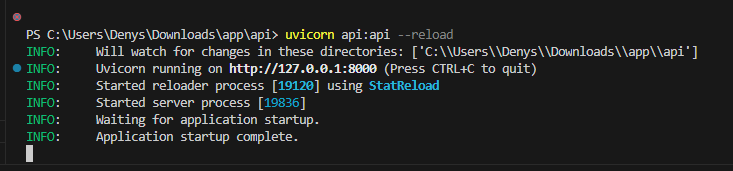 PS C:\Users\Denys\Downloads\app\api> uvicorn api:api --reload
INFO:     Will watch for changes in these directories: ['C:\\Users\\Denys\\Downloads\\app\\api']
INFO:     Uvicorn running on http://127.0.0.1:8000 (Press CTRL+C to quit)
INFO:     Started reloader process [19120] using StatReload
INFO:     Started server process [19836]
INFO:     Waiting for application startup.
INFO:     Application startup complete.